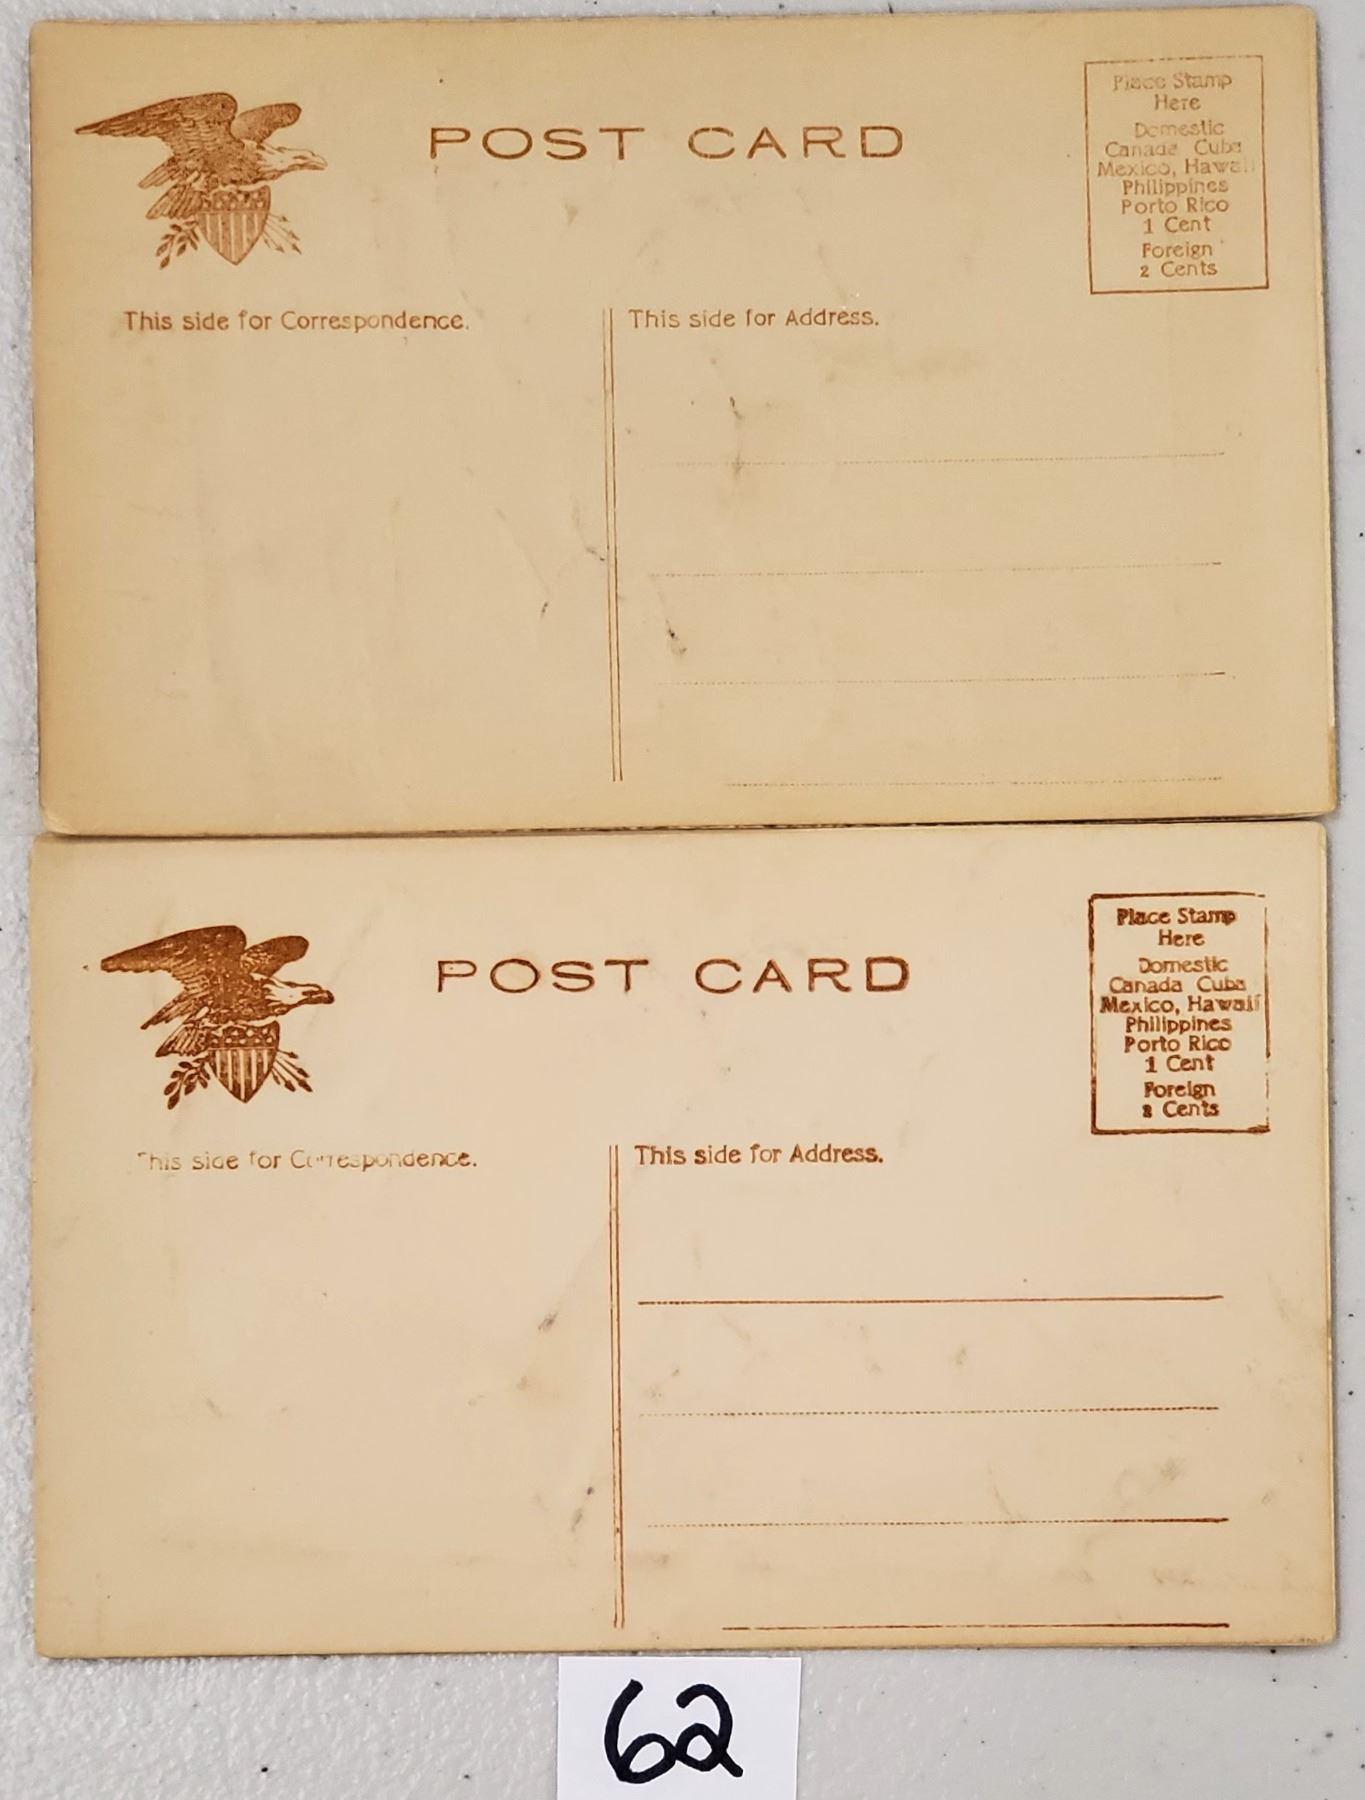 POST CARD
Place Stamp
Here
Domestic
Canada Cuba
Mexico, Hawaii
Philippines
Porto Rico
1 Cent
Foreign
2 Cents
This side for Correspondence.
This side for Address.
POST CARD
Place Stamp
Here
Domestic
Canada Cuba
Mexico, Hawaii
Philippines
Porto Rico
1 Cent
Foreign
2 Cents
This side for Correspondence.
This side for Address.
62